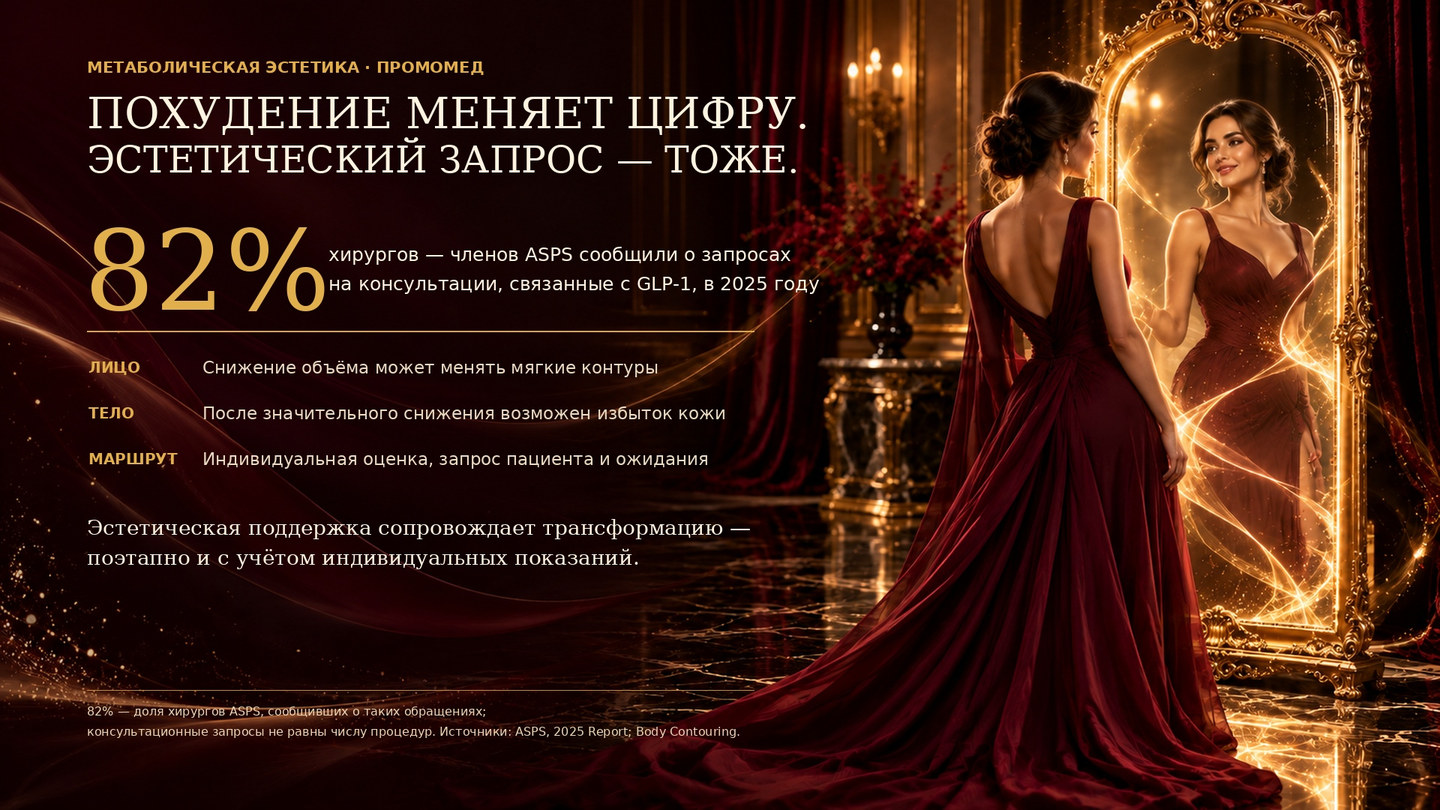 МЕТАБОЛИЧЕСКАЯ ЭСТЕТИКА · ПРОМОМЕД
ПОХУДЕНИЕ МЕНЯЕТ ЦИФРУ.
ЭСТЕТИЧЕСКИЙ ЗАПРОС — ТОЖЕ.
82%
хирургов — членов ASPS сообщили о запросах
на консультации, связанные с GLP-1, в 2025 году
ЛИЦО Снижение объёма может менять мягкие контуры
ТЕЛО После значительного снижения возможен избыток кожи
МАРШРУТ Индивидуальная оценка, запрос пациента и ожидания
Эстетическая поддержка сопровождает трансформацию —
поэтапно и с учётом индивидуальных показаний.
82% — доля хирургов ASPS, сообщивших о таких обращениях;
консультационные запросы не равны числу процедур. Источники: ASPS, 2025 Report; Body Contouring.